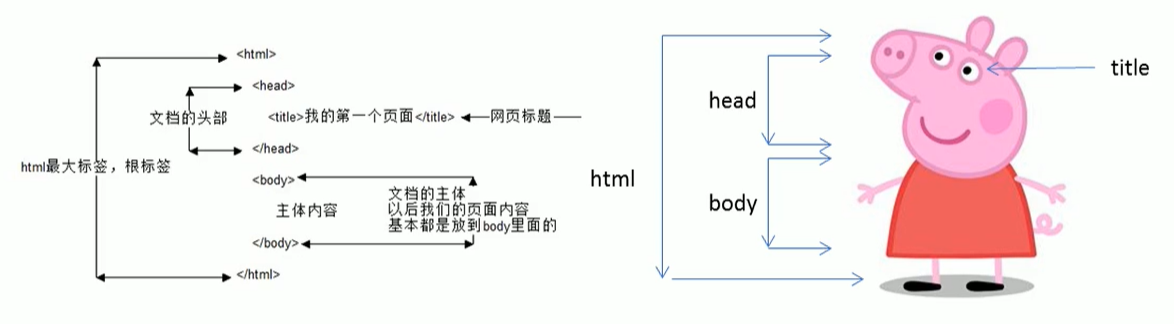 <html>
<head>
文档的头部
<title>我的第一个页面</title>
网页标题
</head>
html最大标签，根标签
<body>
文档的主体
主体内容
以后我们的页面内容
基本都是放到body里面的
</body>
</html>
title
head
html
body